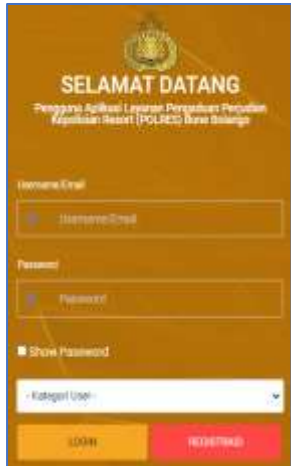 SELAMAT DATANG
Pengguna Aplikasi Layanan Pengaduan Perjudian
Kepolisian Resort (POLRES) Bone Bolango
Username/Email
Username/Email
Password
Password
Show Password
- Kategori User -
LOGIN
REGISTRASI